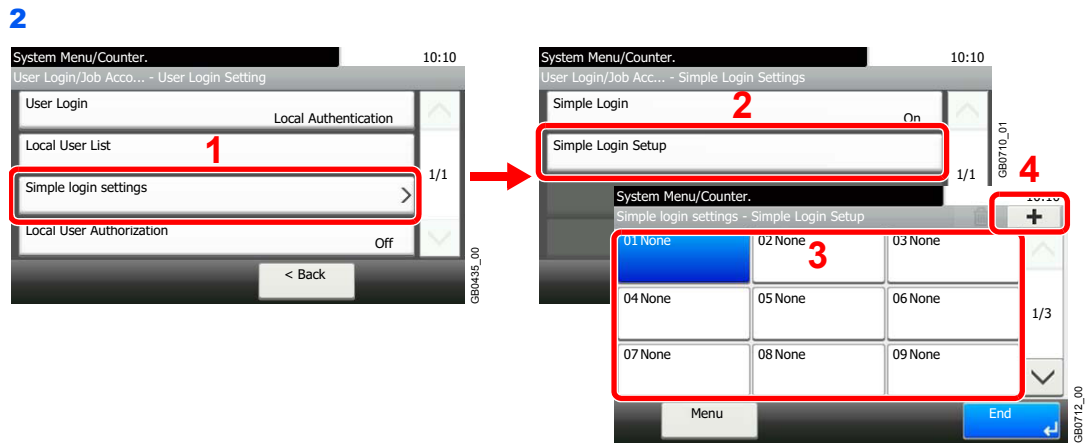 2
System Menu/Counter.
10:10
User Login/Job Acco... - User Login Setting
User Login
Local Authentication
Local User List
1
1/1
Simple login settings
Local User Authorization
Off
< Back
GB0435_00
System Menu/Counter.
10:10
User Login/Job Acc... - Simple Login Settings
Simple Login
2
On
Simple Login Setup
1/1
GB0710_01
4
System Menu/Counter.
10:10
Simple login settings - Simple Login Setup
+
01 None
02 None
03 None
3
04 None
05 None
06 None
1/3
07 None
08 None
09 None
Menu
End
GB0712_00